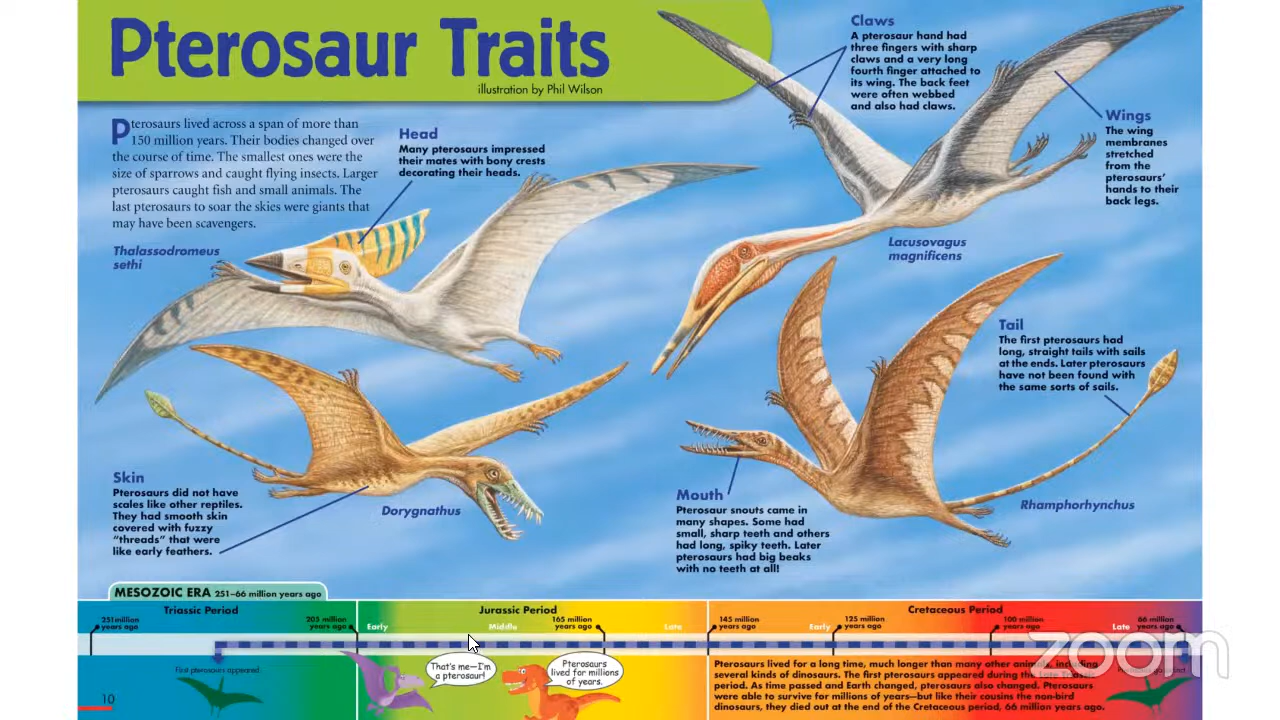 Pterosaur Traits
illustration by Phil Wilson
Pterosaurs lived across a span of more than
150 million years. Their bodies changed over
the course of time. The smallest ones were the
size of sparrows and caught flying insects. Larger
pterosaurs caught fish and small animals. The
last pterosaurs to soar the skies were giants that
may have been scavengers.
Head
Many pterosaurs impressed
their mates with bony crests
decorating their heads.
Claws
A pterosaur hand had
three fingers with sharp
claws and a very long
fourth finger attached to
its wing. The back feet
were often webbed
and also had claws.
Wings
The wing
membranes
stretched
from the
pterosaurs’
hands to their
back legs.
Thalassodromeus
sethi
Lacusovagus
magnificens
Tail
The first pterosaurs had
long, straight tails with sails
at the ends. Later pterosaurs
have not been found with
the same sorts of sails.
Skin
Pterosaurs did not have
scales like other reptiles.
They had smooth skin
covered with fuzzy
“threads” that were
like early feathers.
Dorygnathus
Mouth
Pterosaur snouts came in
many shapes. Some had
small, sharp teeth and others
had long, spiky teeth. Later
pterosaurs had big beaks
with no teeth at all!
Rhamphorhynchus
MESOZOIC ERA 251–66 million years ago
Triassic Period
Jurassic Period
Cretaceous Period
251million
years ago
205 million
years ago
Early
Middle
165 million
years ago
Late
145 million
years ago
Early
125 million
years ago
100 million
years ago
Late
66 million
years ago
First pterosaurs appeared
That’s me—I’m
a pterosaur!
Pterosaurs
lived for millions
of years.
Pterosaurs lived for a long time, much longer than many other animals, including
several kinds of dinosaurs. The first pterosaurs appeared during the Late Triassic
period. As time passed and Earth changed, pterosaurs also changed. Pterosaurs
were able to survive for millions of years—but like their cousins the non-bird
dinosaurs, they died out at the end of the Cretaceous period, 66 million years ago.
zoom
10